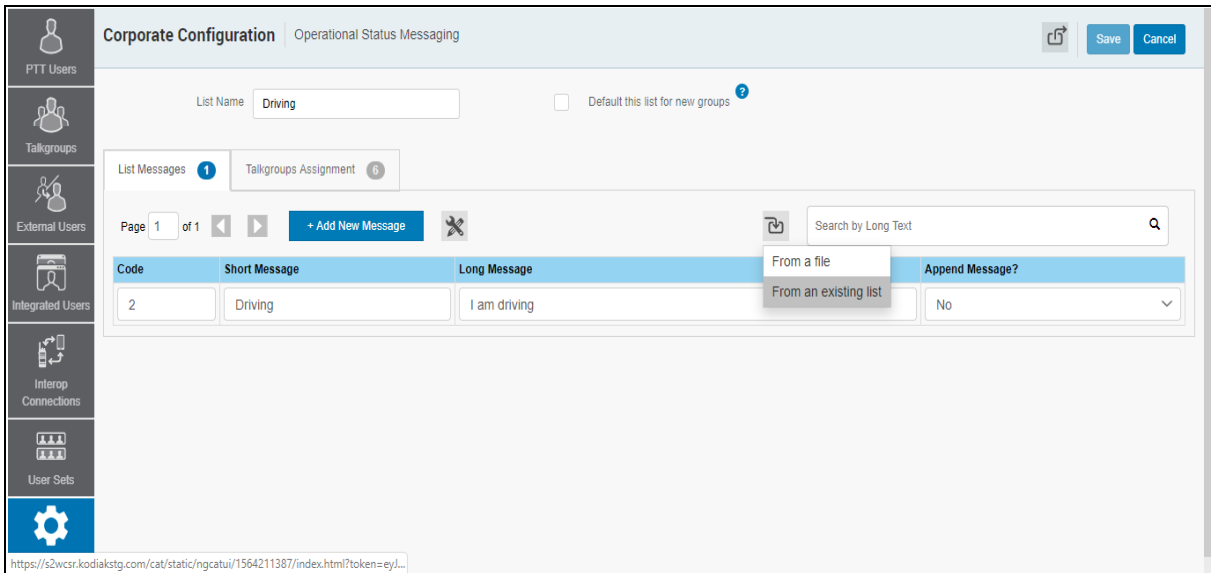 PTT Users
Talkgroups
External Users
Integrated Users
Interop
Connections
User Sets
Corporate Configuration Operational Status Messaging
Save Cancel
List Name Driving Default this list for new groups ?
List Messages 1 Talkgroups Assignment 6
Page 1 of 1 + Add New Message Search by Long Text
From a file
From an existing list
Code Short Message Long Message Append Message?
2 Driving I am driving No
https://s2wcsr.kodiakstg.com/cat/static/ngcatui/1564211387/index.html?token=eyJ...